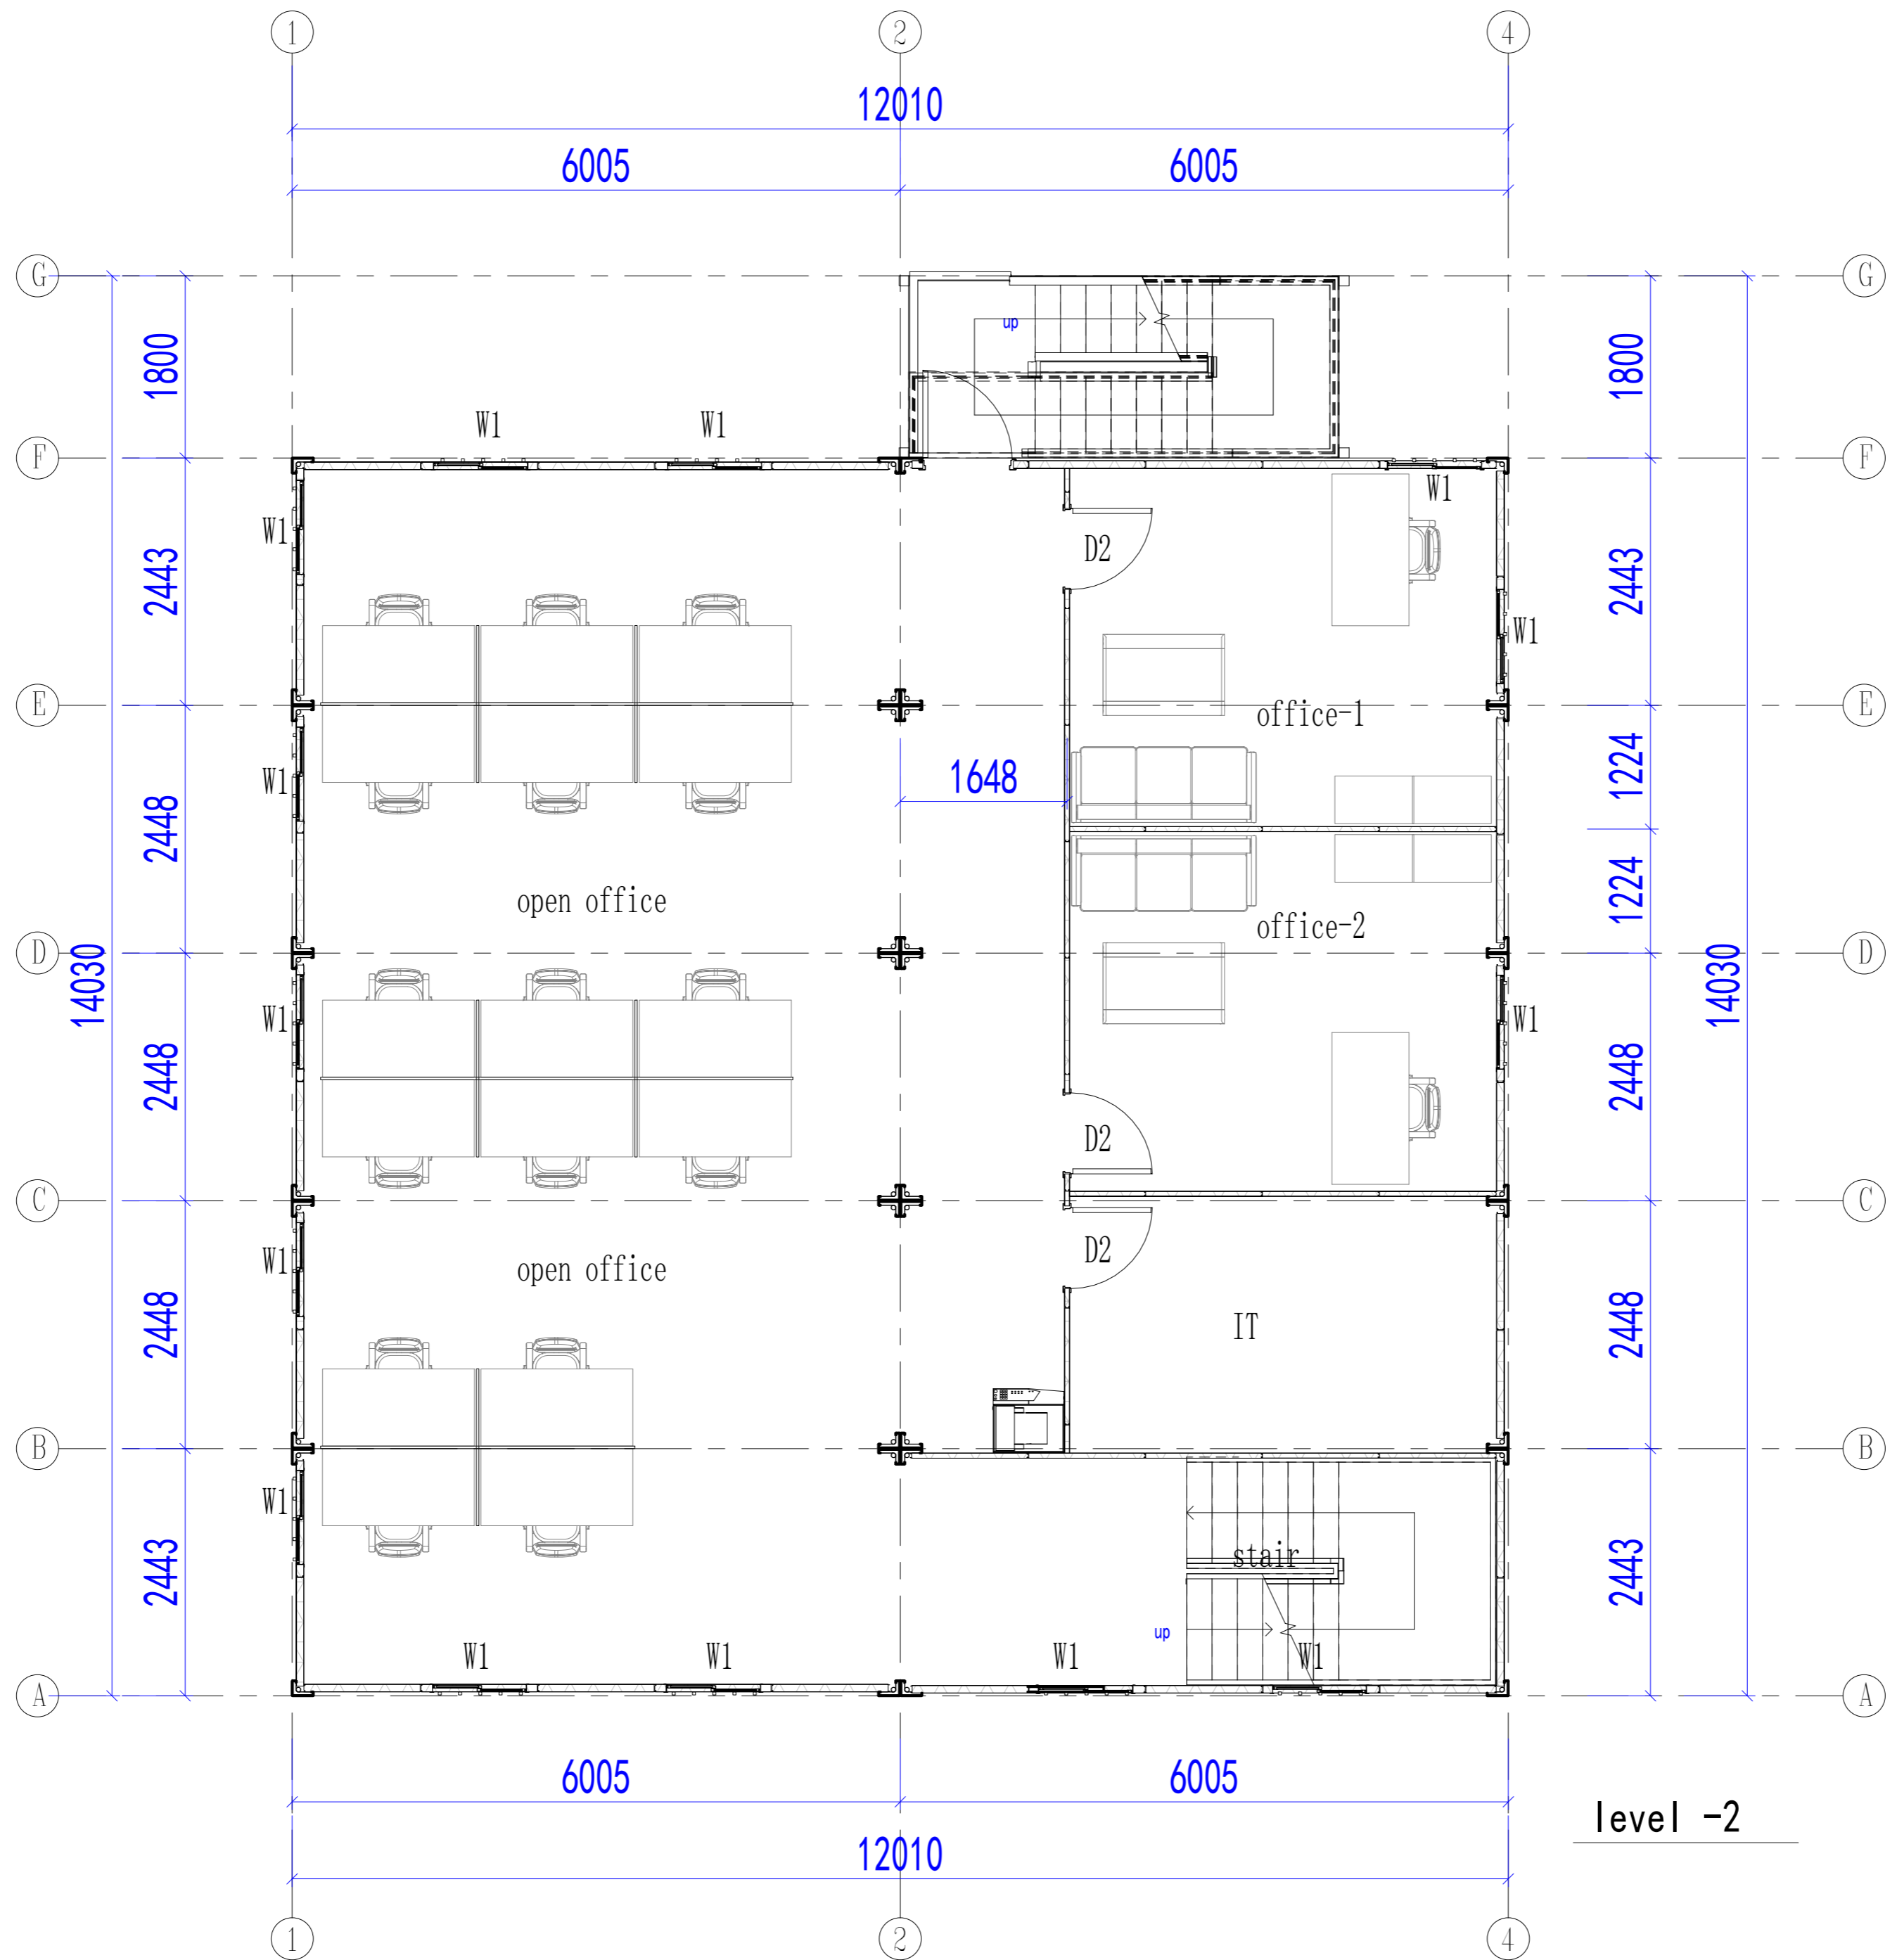 1 2 4
12010
6005 6005
G G
up
1800 1800
W1 W1
F F
W1
W1 D2
2443 2443
W1
E office-1 E
1648 1224
W1
2448
open office 1224
office-2
D D
14030 14030
W1 W1
2448 2448
D2
C C
D2
W1 open office
2448 IT 2448
B B
W1
2443 stair 2443
up
W1 W1 W1 W1
A A
6005 6005
level -2
12010
1 2 4